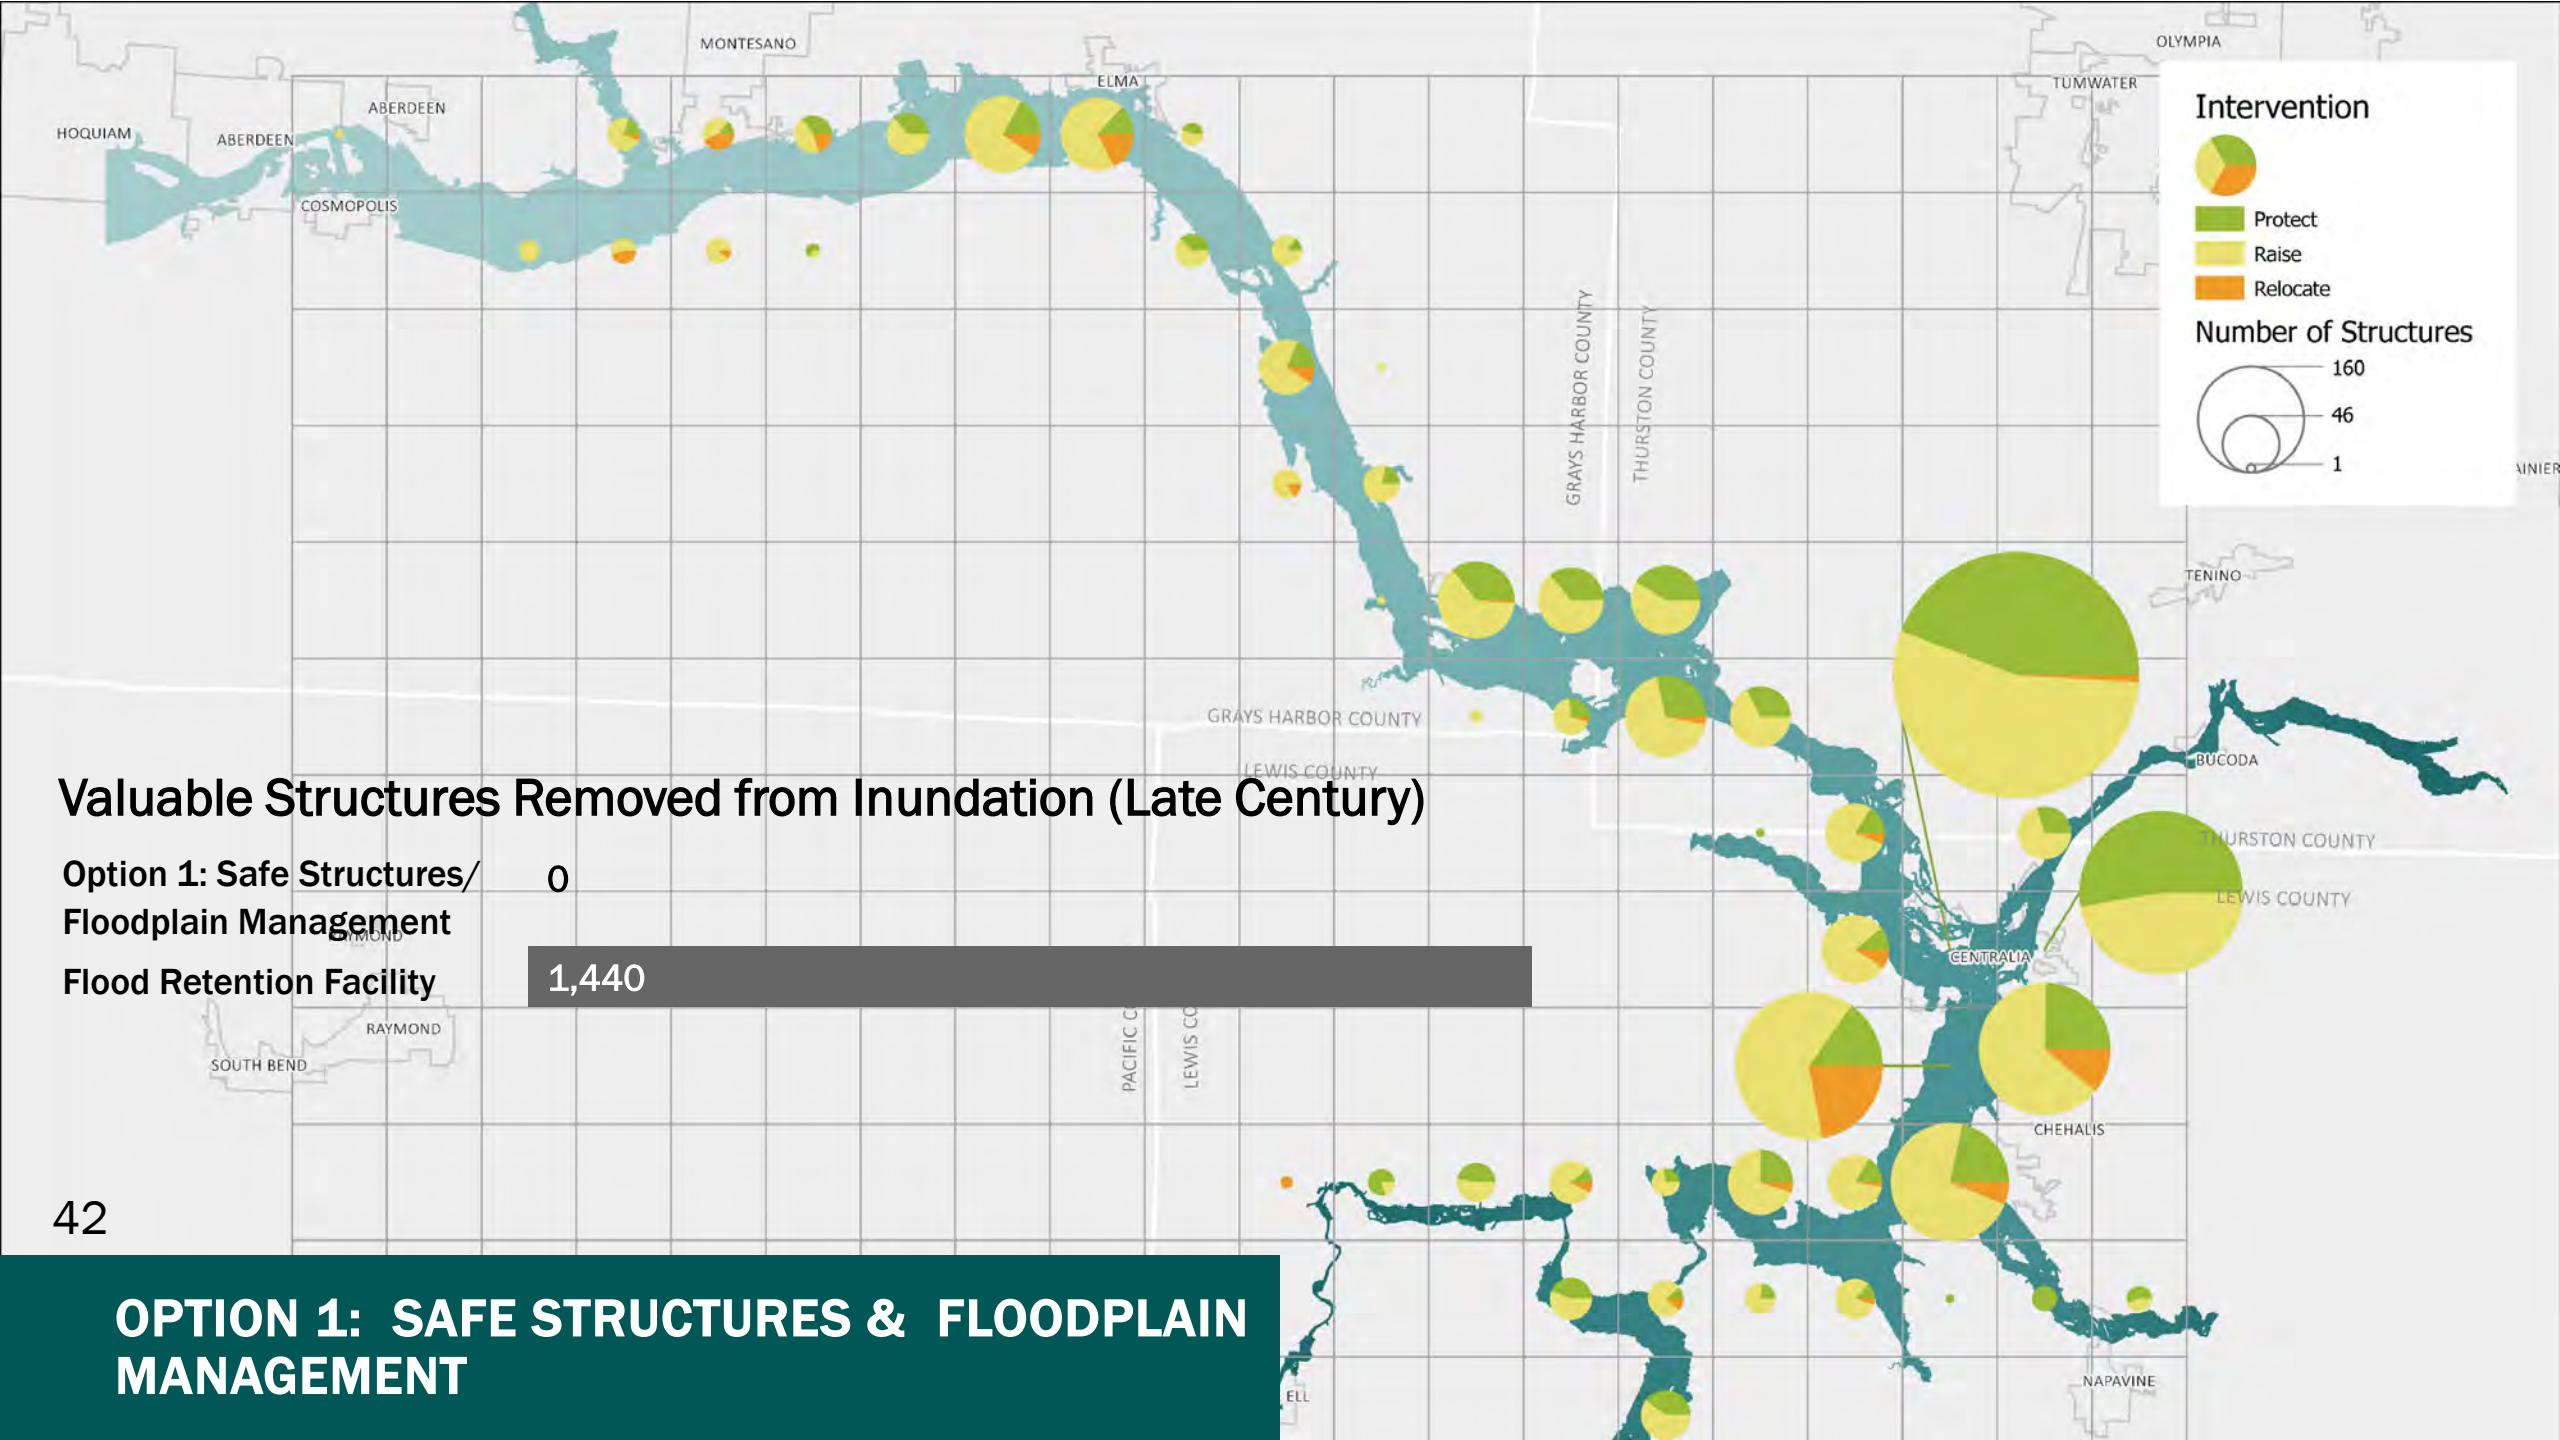 MONTESANO
OLYMPIA
ELMA
TUMWATER
ABERDEEN
HOQUIAM
ABERDEEN
COSMOPOLIS
Intervention
Protect
Raise
Relocate
Number of Structures
160
46
1
AINIER
GRAYS HARBOR COUNTY
THURSTON COUNTY
TENINO
GRAYS HARBOR COUNTY
LEWIS COUNTY
BUCODA
THURSTON COUNTY
LEWIS COUNTY
Valuable Structures Removed from Inundation (Late Century)
Option 1: Safe Structures/
Floodplain Management
0
RAYMOND
Flood Retention Facility
1,440
CENTRALIA
RAYMOND
SOUTH BEND
PACIFIC C
LEWIS CO
CHEHALIS
42
OPTION 1: SAFE STRUCTURES & FLOODPLAIN
MANAGEMENT
ELL
NAPAVINE